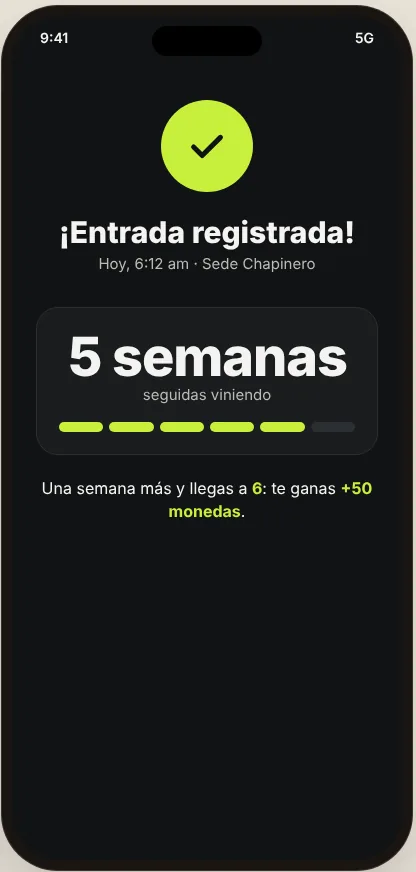 9:41
5G
¡Entrada registrada!
Hoy, 6:12 am · Sede Chapinero
5 semanas
seguidas viniendo
Una semana más y llegas a 6: te ganas +50
monedas.